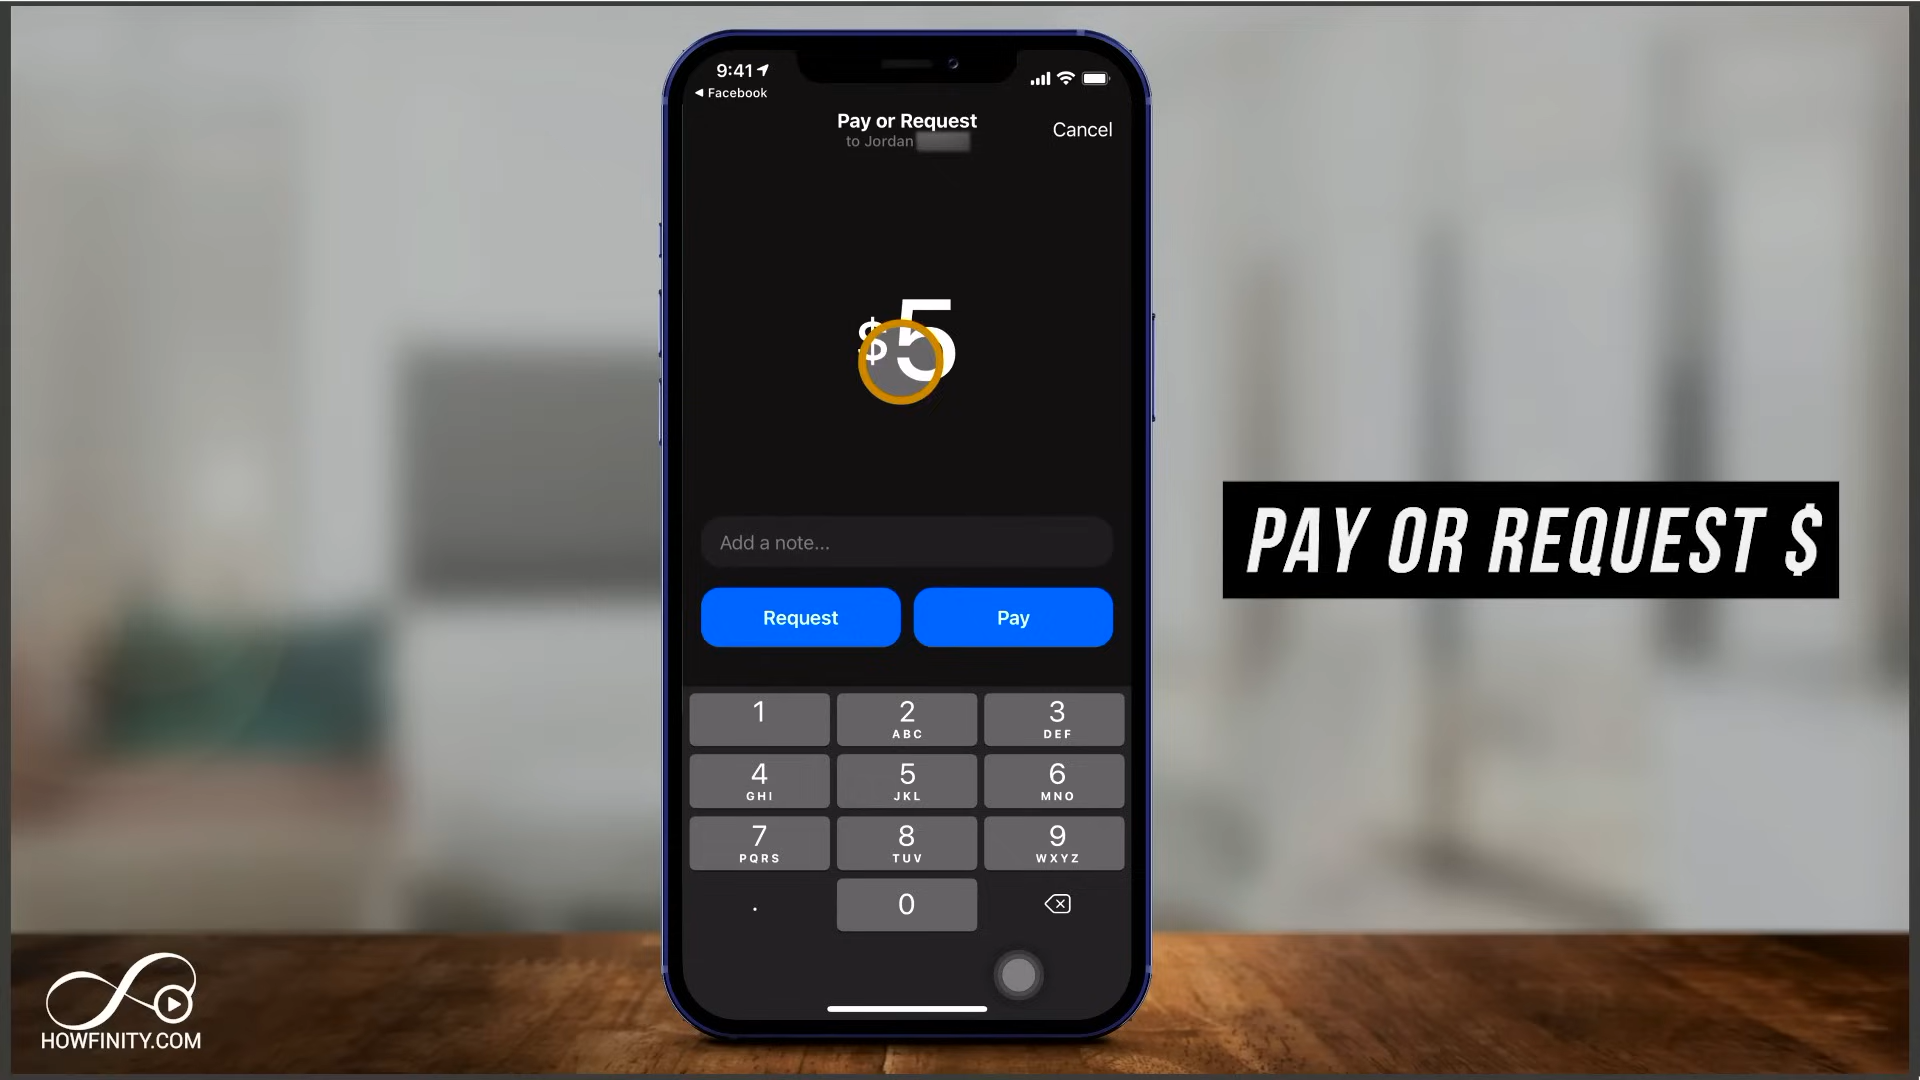 9:41
◀ Facebook
Pay or Request
to Jordan
Cancel
$5
Add a note...
Request
Pay
1
2
ABC
3
DEF
4
GHI
5
JKL
6
MNO
7
PQRS
8
TUV
9
WXYZ
.
0
PAY OR REQUEST $
HOWFINITY.COM